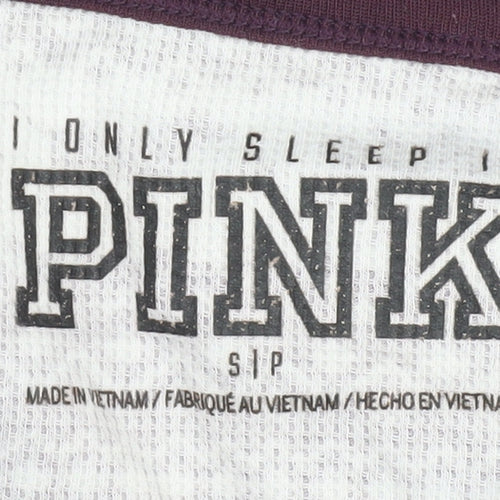 I ONLY SLEEP I
PINK
S|P
MADE IN VIETNAM / FABRIQUÉ AU VIETNAM / HECHO EN VIETNA